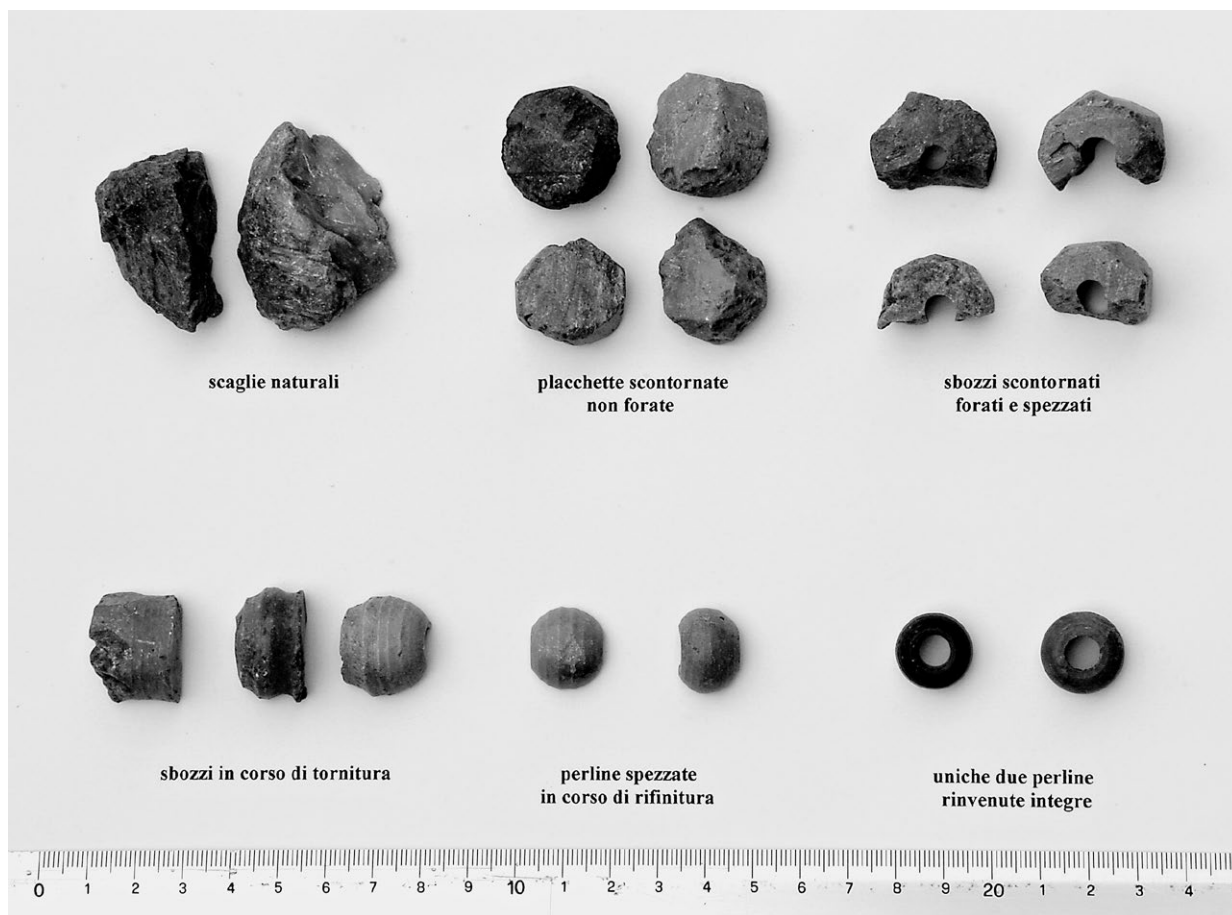 scaglie naturali
placchette scontornate
non forate
sbozzi scontornati
forati e spezzati
sbozzi in corso di tornitura
perline spezzate
in corso di rifinitura
uniche due perline
rinvenute integre
0 1 2 3 4 5 6 7 8 9 10 1 2 3 4 5 6 7 8 9 20 1 2 3 4